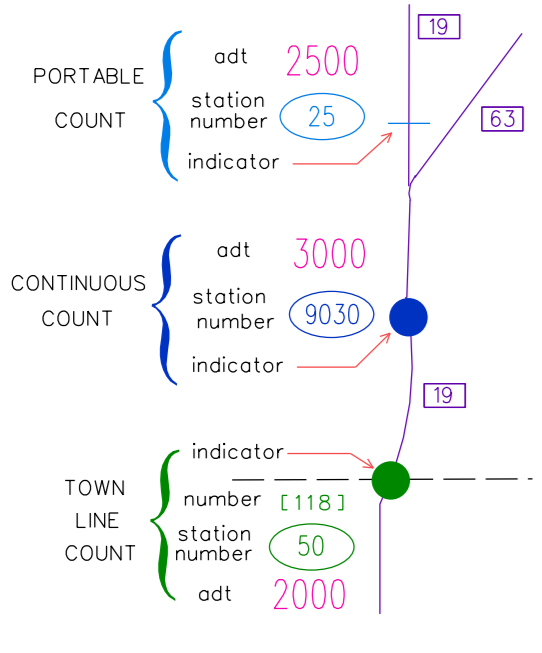 19
PORTABLE
COUNT
adt 2500
station
number 25
indicator
63
CONTINUOUS
COUNT
adt 3000
station
number 9030
indicator
19
TOWN
LINE
COUNT
indicator
number [118]
station
number 50
adt 2000